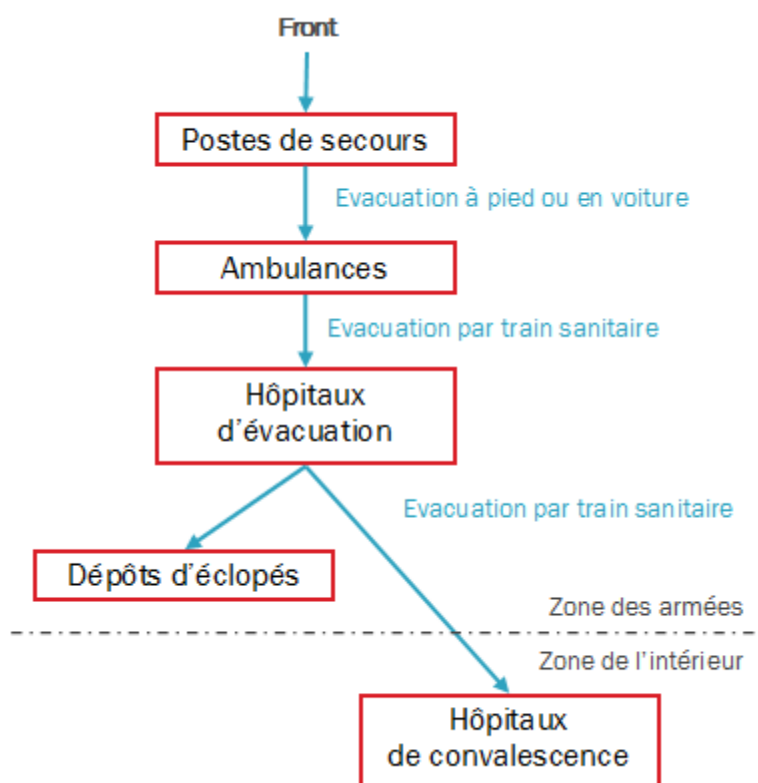 Front
Postes de secours
Evacuation à pied ou en voiture
Ambulances
Evacuation par train sanitaire
Hôpitaux
d'évacuation
Evacuation par train sanitaire
Dépôts d'éclopés
Zone des armées
Zone de l'intérieur
Hôpitaux
de convalescence